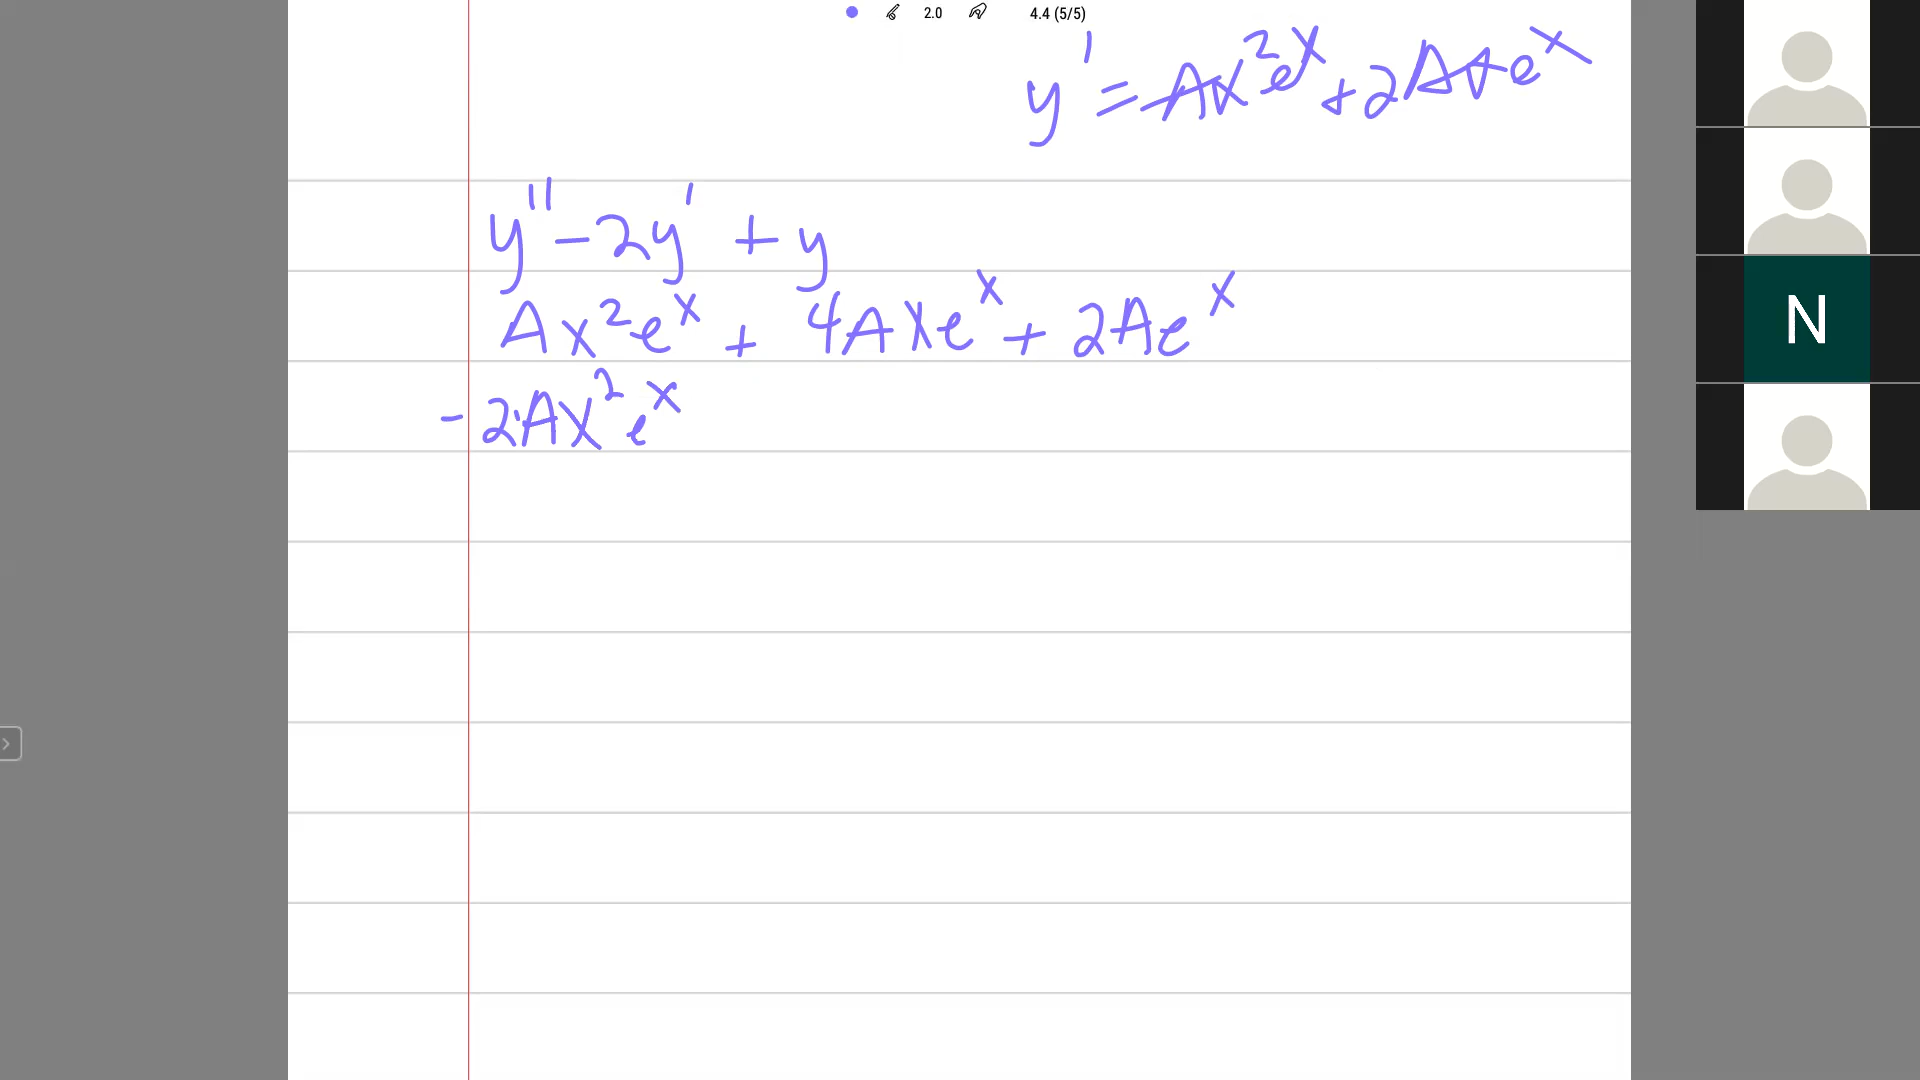 2.0 4.4 (5/5)
y' = Ax²eˣ + 2Axeˣ
y'' - 2y' + y
Ax²eˣ + 4Axeˣ + 2Aeˣ
- 2Ax²eˣ
N